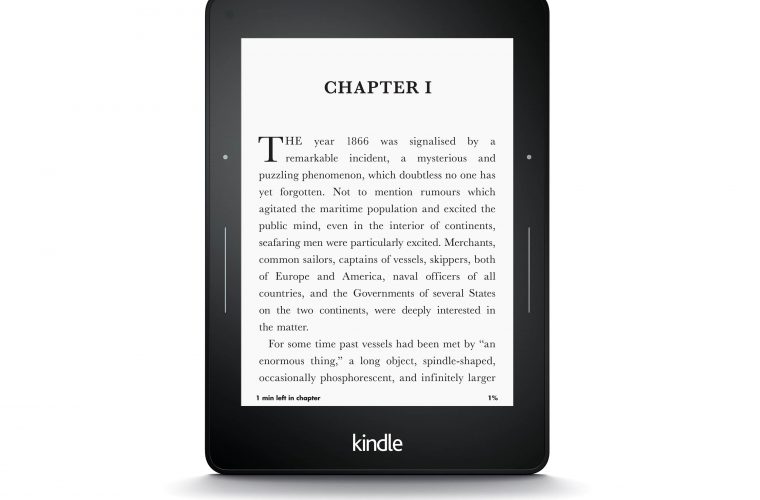 CHAPTER I
THE year 1866 was signalised by a
remarkable incident, a mysterious and
puzzling phenomenon, which doubtless no one has
yet forgotten. Not to mention rumours which
agitated the maritime population and excited the
public mind, even in the interior of continents,
seafaring men were particularly excited. Merchants,
common sailors, captains of vessels, skippers, both
of Europe and America, naval officers of all
countries, and the Governments of several States
on the two continents, were deeply interested in
the matter.
For some time past vessels had been met by “an
enormous thing,” a long object, spindle-shaped,
occasionally phosphorescent, and infinitely larger
1 min left in chapter 1%
kindle